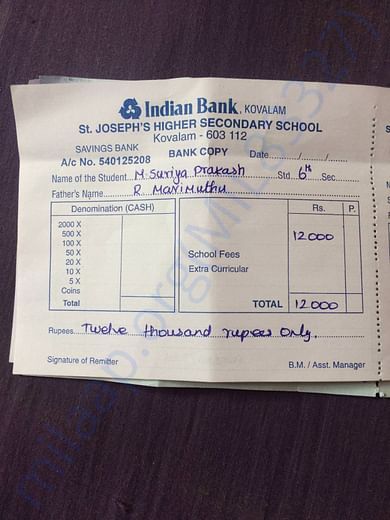 Indian Bank, KOVALAM
St. JOSEPH'S HIGHER SECONDARY SCHOOL
Kovalam - 603 112
SAVINGS BANK
A/c No. 540125208
BANK COPY
Date....../....../......
Name of the Student M. Suriya Prakash Std. 6th Sec.
Father's Name R. Marimuthu
Denomination (CASH)
2000 X
500 X
100 X
50 X
20 X
10 X
5 X
Coins
Total
Rs. P.
12000
School Fees
Extra Curricular
TOTAL 12000
Rupees Twelve thousand rupees only.
Signature of Remitter
B.M. / Asst. Manager